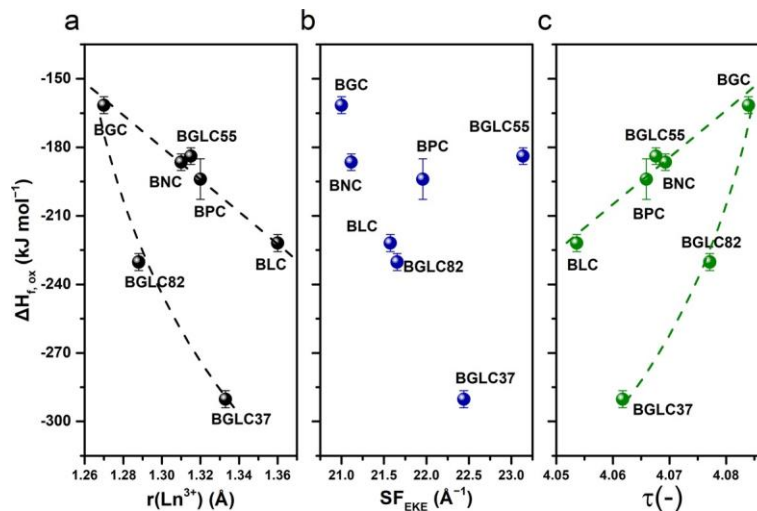 a
b
c
ΔH_f, ox (kJ mol⁻¹)
-150
-180
-210
-240
-270
-300
BGC
BGLC55
BNC
BPC
BLC
BGLC82
BGLC37
1.26 1.28 1.30 1.32 1.34 1.36
r(Ln³⁺) (Å)
BGC
BGLC55
BPC
BNC
BLC
BGLC82
BGLC37
21.0 21.5 22.0 22.5 23.0
SF_EKE (Å⁻¹)
BGC
BGLC55
BNC
BPC
BLC
BGLC82
BGLC37
4.05 4.06 4.07 4.08
τ(-)